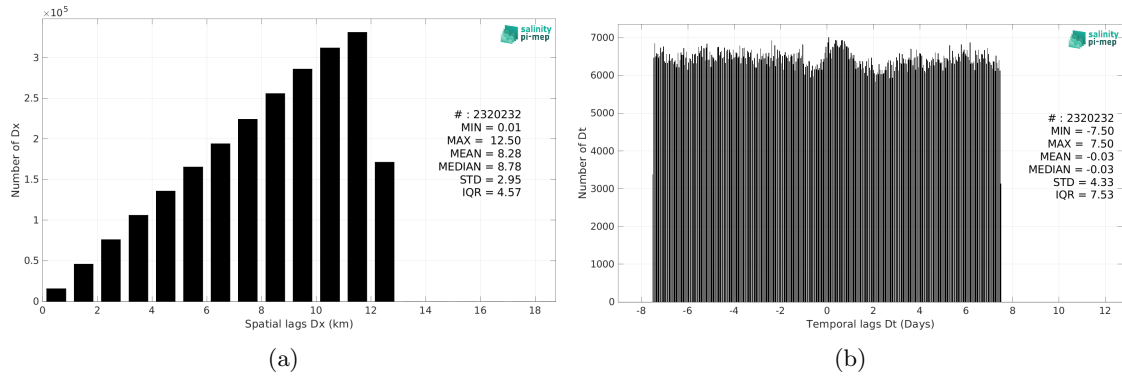 ×10^5
3
2.5
2
1.5
1
0.5
0
Number of Dx
0 2 4 6 8 10 12 14 16 18
Spatial lags Dx (km)
salinity
pi-mep
# : 2320232
MIN = 0.01
MAX = 12.50
MEAN = 8.28
MEDIAN = 8.78
STD = 2.95
IQR = 4.57
(a)
7000
6000
5000
4000
3000
2000
1000
0
Number of Dt
-8 -6 -4 -2 0 2 4 6 8 10 12
Temporal lags Dt (Days)
salinity
pi-mep
# : 2320232
MIN = -7.50
MAX = 7.50
MEAN = -0.03
MEDIAN = -0.03
STD = 4.33
IQR = 7.53
(b)